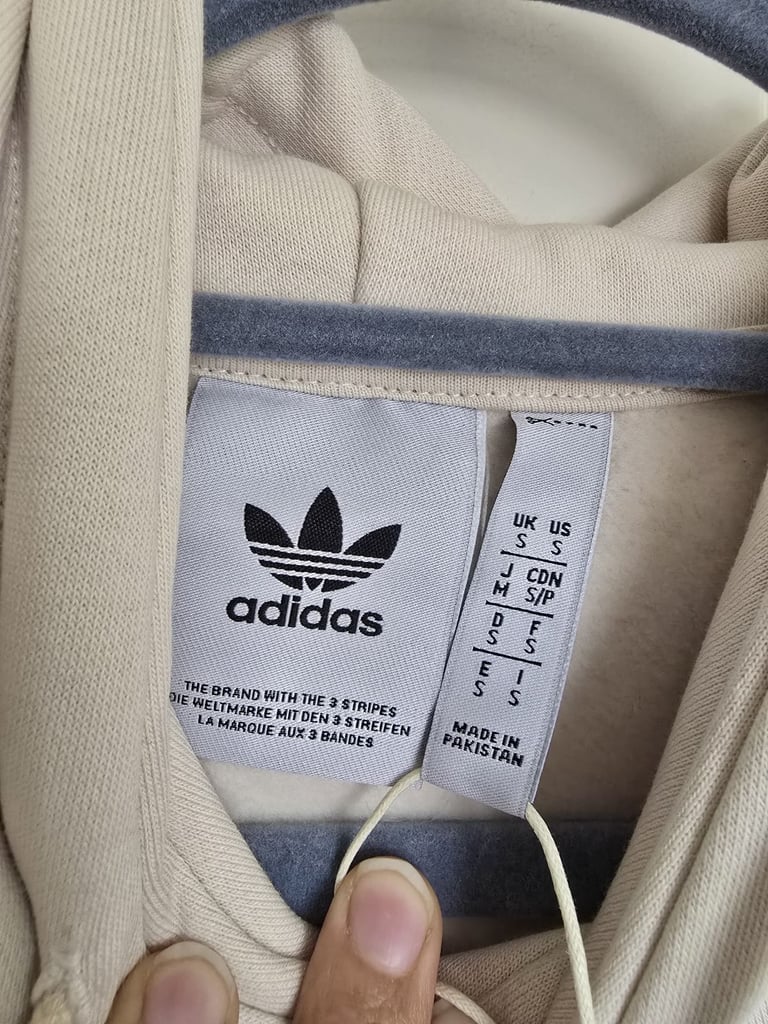 adidas
THE BRAND WITH THE 3 STRIPES
DIE WELTMARKE MIT DEN 3 STREIFEN
LA MARQUE AUX 3 BANDES
UK US
S S
J CDN
M S/P
D F
S S
E I
S S
MADE IN
PAKISTAN